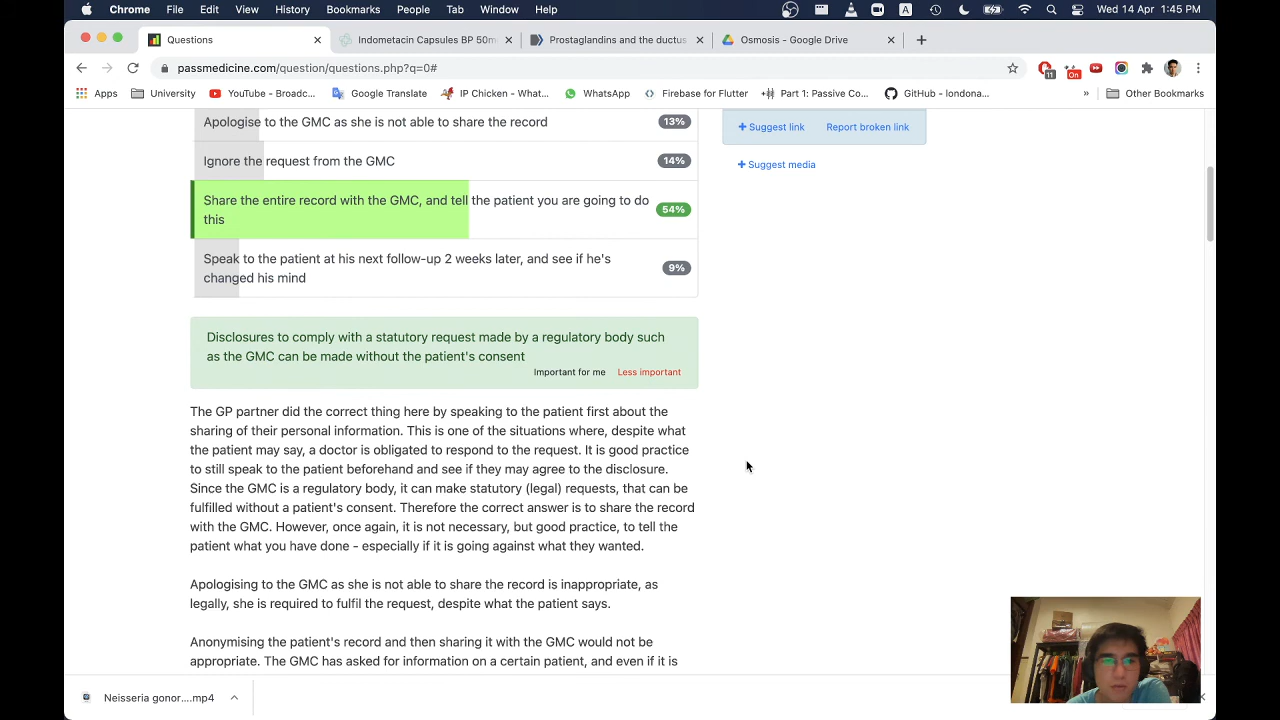 Chrome File Edit View History Bookmarks People Tab Window Help Wed 14 Apr 1:45 PM
Questions Indometacin Capsules BP 50m Prostaglandins and the ductus Osmosis - Google Drive
passmedicine.com/question/questions.php?q=0# 11 On
Apps University YouTube - Broadc... Google Translate IP Chicken - What... WhatsApp Firebase for Flutter Part 1: Passive Co... GitHub - londona... » Other Bookmarks
Apologise to the GMC as she is not able to share the record 13%
Suggest link Report broken link
Ignore the request from the GMC 14%
Suggest media
Share the entire record with the GMC, and tell the patient you are going to do
this 54%
Speak to the patient at his next follow-up 2 weeks later, and see if he's
changed his mind 9%
Disclosures to comply with a statutory request made by a regulatory body such
as the GMC can be made without the patient's consent
Important for me Less important
The GP partner did the correct thing here by speaking to the patient first about the
sharing of their personal information. This is one of the situations where, despite what
the patient may say, a doctor is obligated to respond to the request. It is good practice
to still speak to the patient beforehand and see if they may agree to the disclosure.
Since the GMC is a regulatory body, it can make statutory (legal) requests, that can be
fulfilled without a patient's consent. Therefore the correct answer is to share the record
with the GMC. However, once again, it is not necessary, but good practice, to tell the
patient what you have done - especially if it is going against what they wanted.
Apologising to the GMC as she is not able to share the record is inappropriate, as
legally, she is required to fulfil the request, despite what the patient says.
Anonymising the patient's record and then sharing it with the GMC would not be
appropriate. The GMC has asked for information on a certain patient, and even if it is
Neisseria gonor....mp4